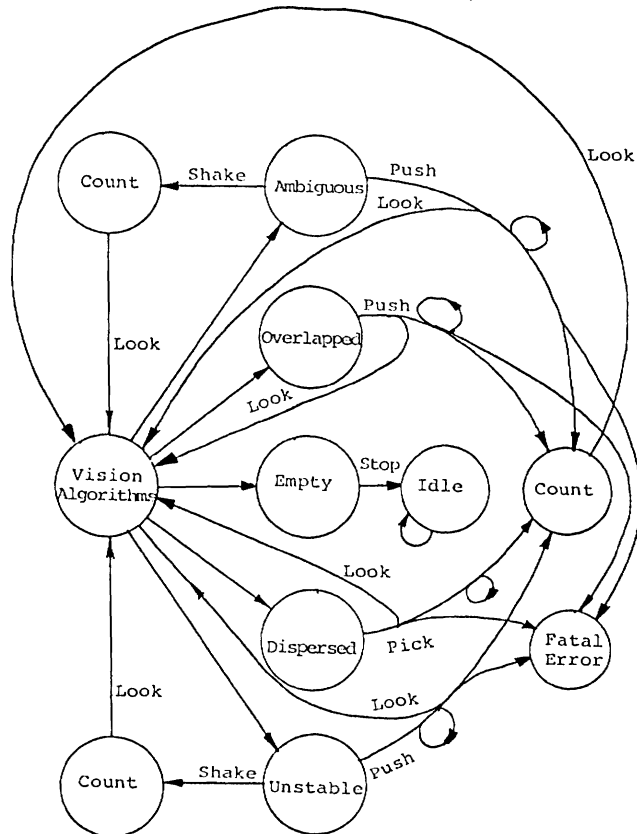 Look
Count
Shake
Ambiguous
Push
Look
Look
Push
Overlapped
Look
Vision
Algorithms
Empty
Stop
Idle
Count
Look
Dispersed
Pick
Fatal
Error
Look
Look
Count
Shake
Unstable
Push